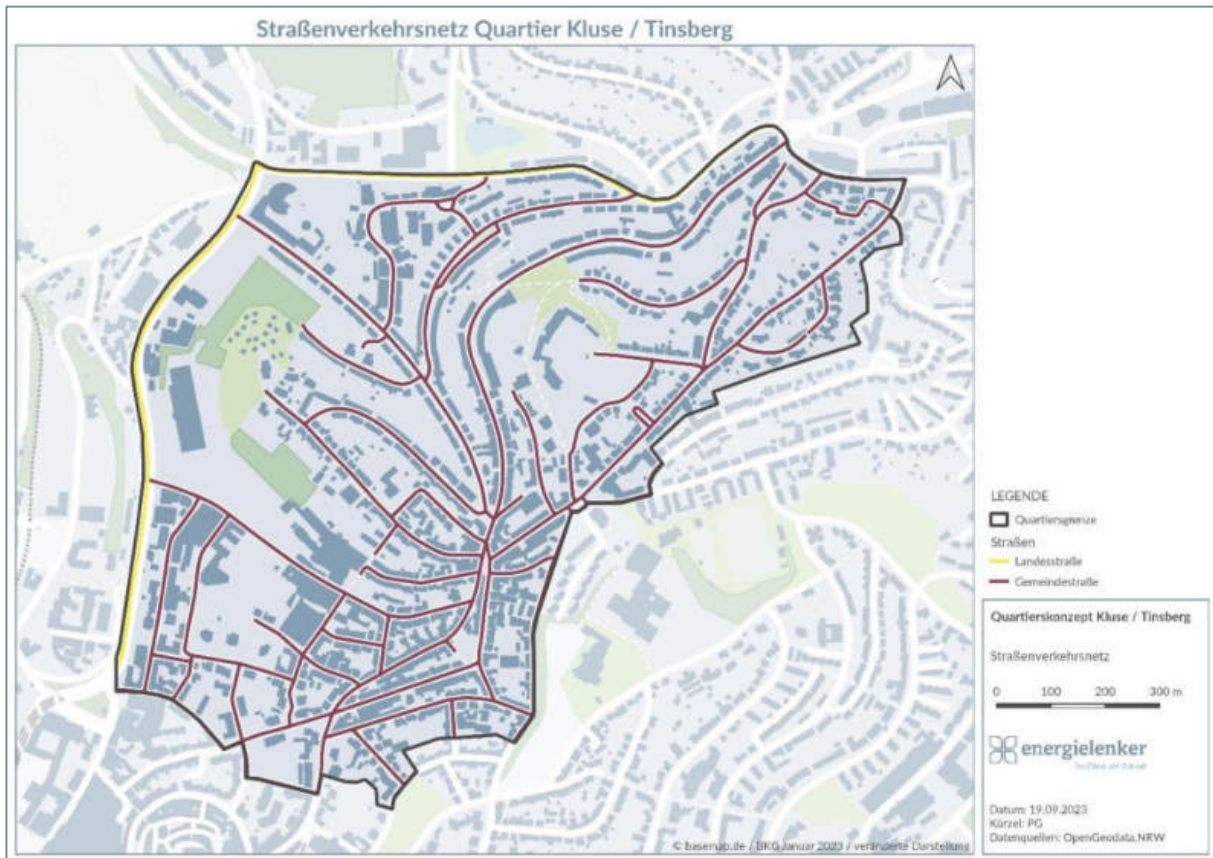 Straßenverkehrsnetz Quartier Kluse / Tinsberg
LEGENDE
Quartiersgrenze
Straßen
Landesstraße
Gemeindestraße
Quartierskonzept Kluse / Tinsberg
Straßenverkehrsnetz
0 100 200 300 m
energielenker
Datum: 19.09.2023
Kürzel: PG
Datenquellen: OpenGeodata.NRW
© basemap.de / BKG Januar 2023 / veränderte Darstellung